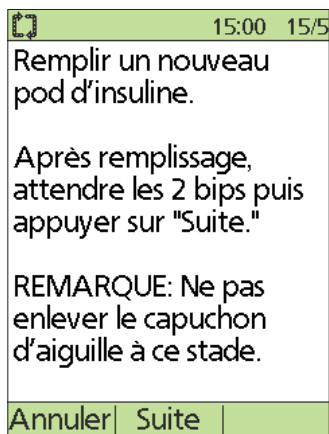 15:00 15/5
Remplir un nouveau
pod d'insuline.
Après remplissage,
attendre les 2 bips puis
appuyer sur "Suite."
REMARQUE: Ne pas
enlever le capuchon
d'aiguille à ce stade.
Annuler| Suite |